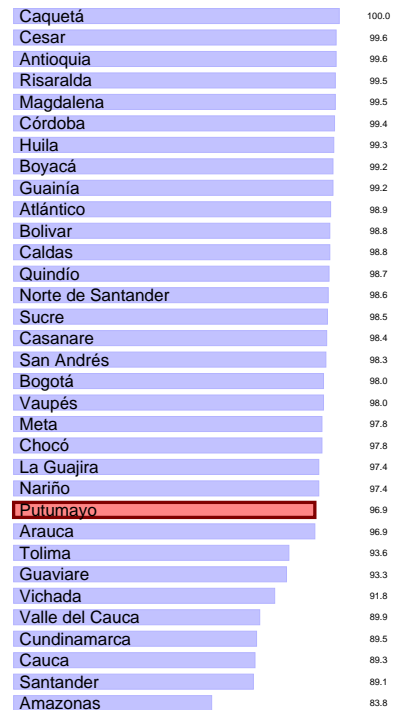 Caquetá 100.0
Cesar 99.6
Antioquia 99.6
Risaralda 99.5
Magdalena 99.5
Córdoba 99.4
Huila 99.3
Boyacá 99.2
Guainía 99.2
Atlántico 98.9
Bolivar 98.8
Caldas 98.8
Quindío 98.7
Norte de Santander 98.6
Sucre 98.5
Casanare 98.4
San Andrés 98.3
Bogotá 98.0
Vaupés 98.0
Meta 97.8
Chocó 97.8
La Guajira 97.4
Nariño 97.4
Putumayo 96.9
Arauca 96.9
Tolima 93.6
Guaviare 93.3
Vichada 91.8
Valle del Cauca 89.9
Cundinamarca 89.5
Cauca 89.3
Santander 89.1
Amazonas 83.8